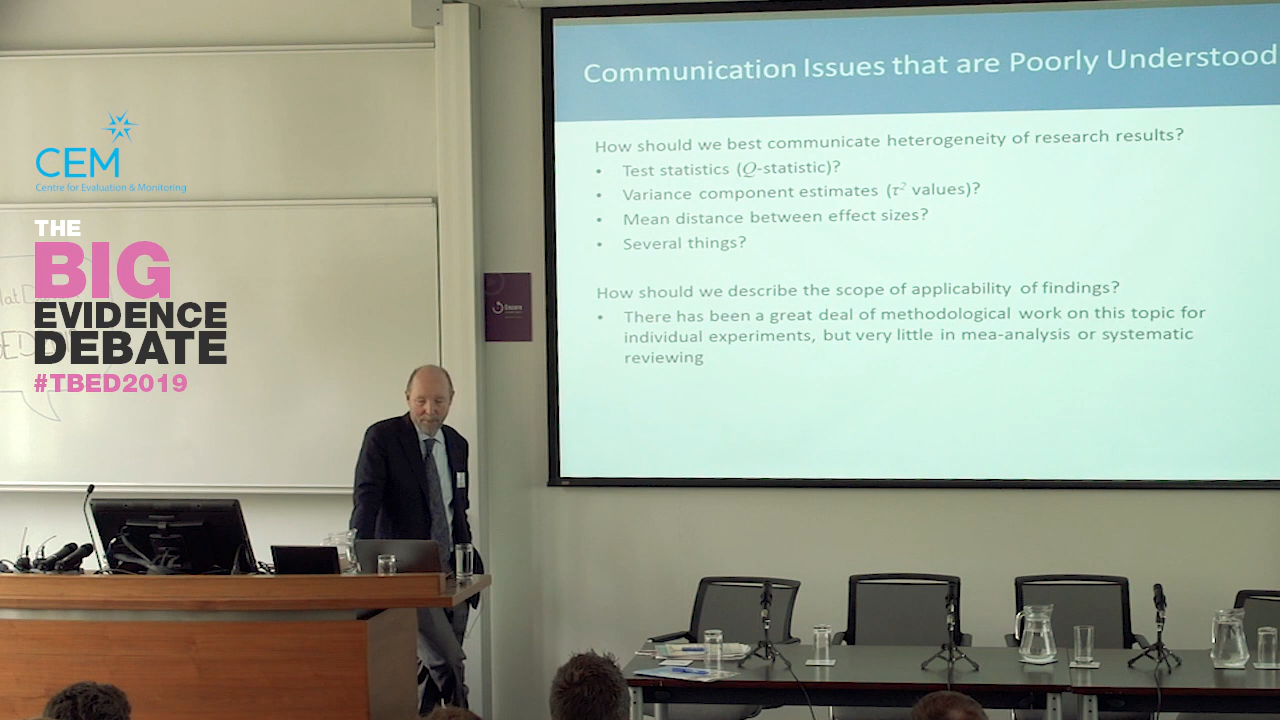 CEM
Centre for Evaluation & Monitoring
THE
BIG
EVIDENCE
DEBATE
#TBED2019
Communication Issues that are Poorly Understood
How should we best communicate heterogeneity of research results?
• Test statistics (Q-statistic)?
• Variance component estimates (τ² values)?
• Mean distance between effect sizes?
• Several things?
How should we describe the scope of applicability of findings?
• There has been a great deal of methodological work on this topic for
individual experiments, but very little in mea-analysis or systematic
reviewing
Encore